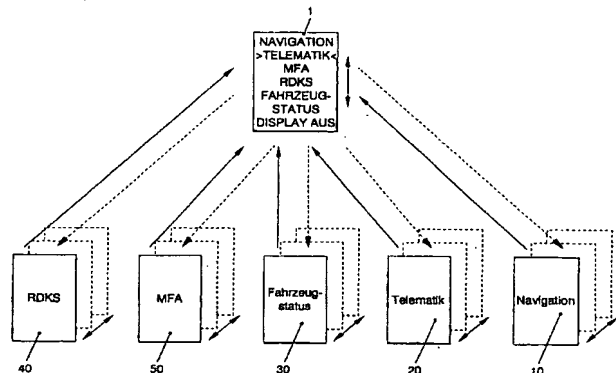 1
NAVIGATION
>TELEMATIK<
MFA
RDKS
FAHRZEUG-
STATUS
DISPLAY AUS
RDKS
MFA
Fahrzeug-
status
Telematik
Navigation
40
50
30
20
10